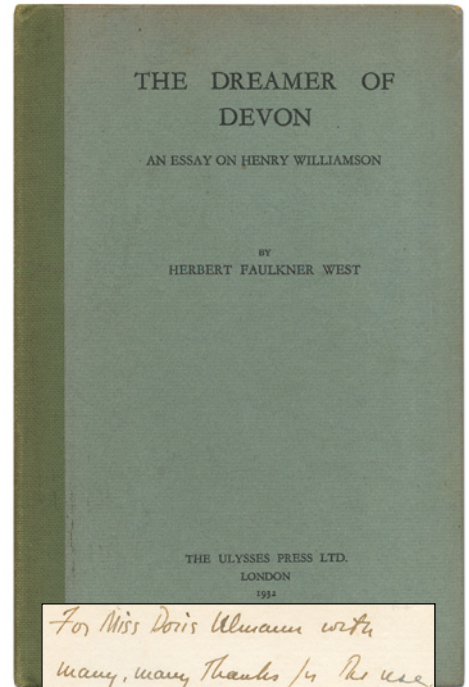 THE DREAMER OF
DEVON
AN ESSAY ON HENRY WILLIAMSON
BY
HERBERT FAULKNER WEST
THE ULYSSES PRESS LTD.
LONDON
1932
For Miss Doris Ulmann with
many, many Thanks for the use